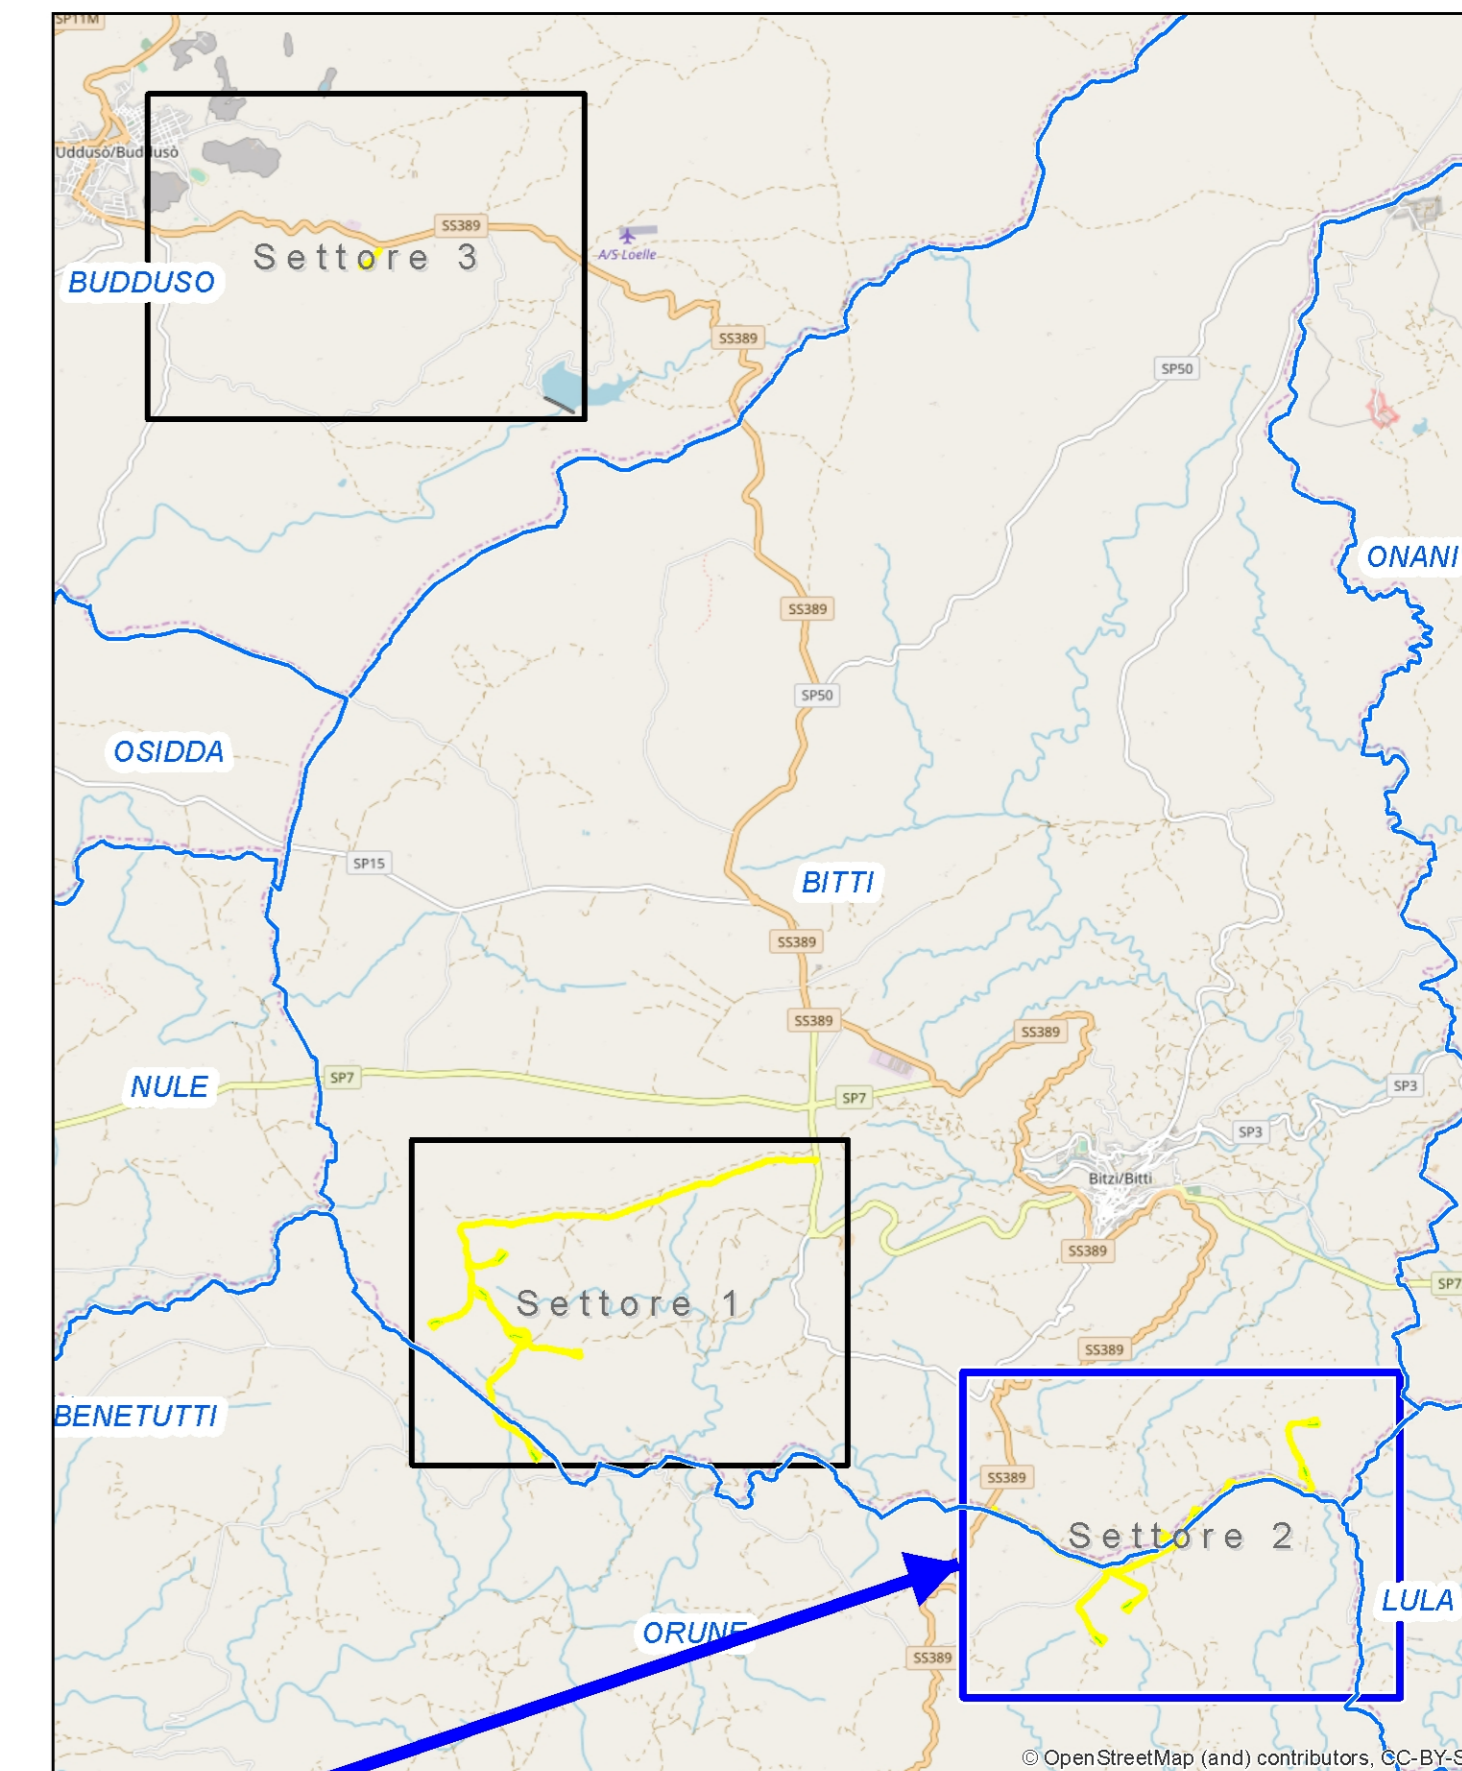 SP11M
Uddusò/Buddusò
SS389
Settore 3
A/S Loelle
BUDDUSO
SS389
SP50
ONANI
SS389
SP50
OSIDDA
SP15
BITTI
SS389
SS389
SS389
SP7
NULE
SP7
SP3
SP3
Bitzi/Bitti
SS389
SP7
Settore 1
SS389
BENETUTTI
SS389
Settore 2
LULA
ORUNE
SS389
© OpenStreetMap (and) contributors, CC-BY-S